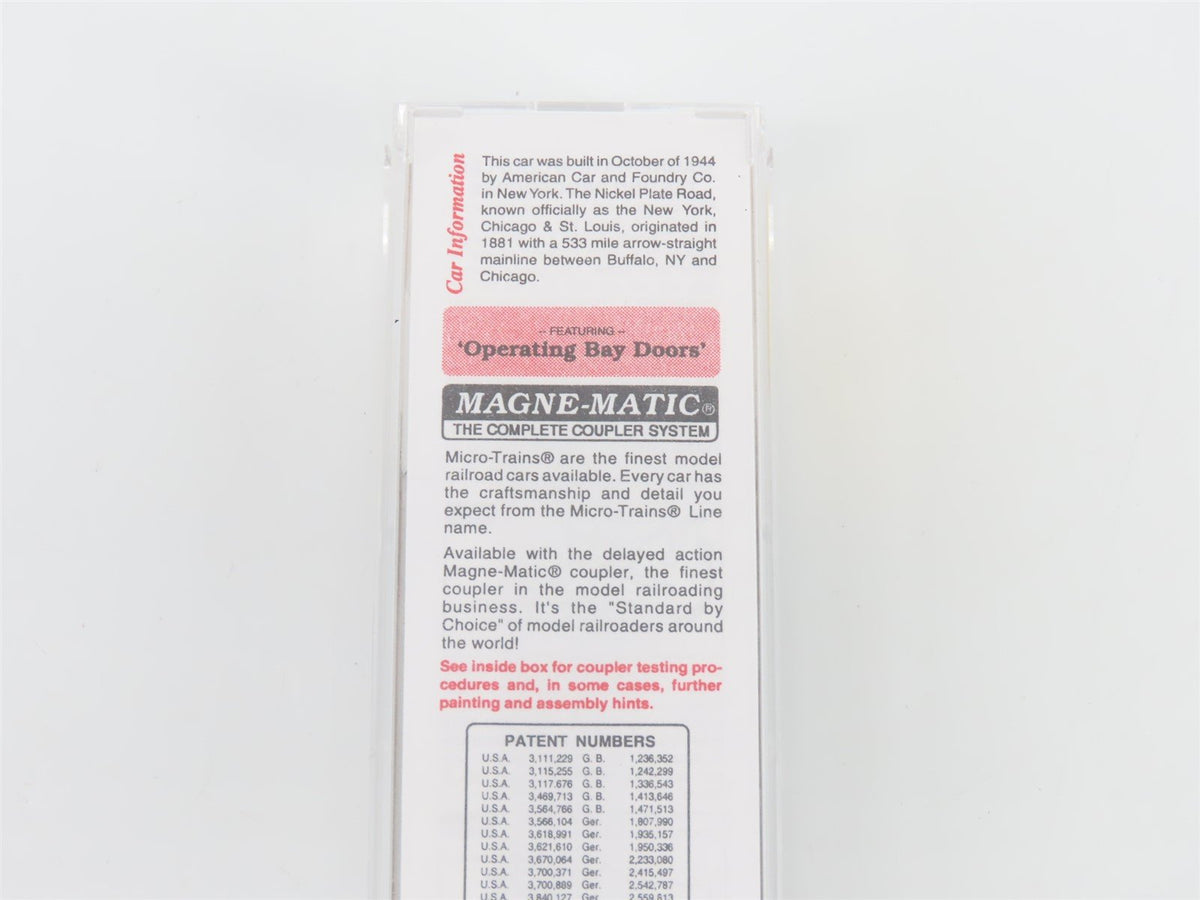 Car Information
This car was built in October of 1944
by American Car and Foundry Co.
in New York. The Nickel Plate Road,
known officially as the New York,
Chicago & St. Louis, originated in
1881 with a 533 mile arrow-straight
mainline between Buffalo, NY and
Chicago.
-- FEATURING --
'Operating Bay Doors'
MAGNE-MATIC®
THE COMPLETE COUPLER SYSTEM
Micro-Trains® are the finest model
railroad cars available. Every car has
the craftsmanship and detail you
expect from the Micro-Trains® Line
name.
Available with the delayed action
Magne-Matic® coupler, the finest
coupler in the model railroading
business. It's the "Standard by
Choice" of model railroaders around
the world!
See inside box for coupler testing pro-
cedures and, in some cases, further
painting and assembly hints.
PATENT NUMBERS
U.S.A. 3,111,229 G. B. 1,236,352
U.S.A. 3,115,255 G. B. 1,242,299
U.S.A. 3,117,676 G. B. 1,336,543
U.S.A. 3,469,713 G. B. 1,413,646
U.S.A. 3,564,766 G. B. 1,471,513
U.S.A. 3,566,104 Ger. 1,807,990
U.S.A. 3,618,991 Ger. 1,935,157
U.S.A. 3,621,610 Ger. 1,950,336
U.S.A. 3,670,064 Ger. 2,233,080
U.S.A. 3,700,371 Ger. 2,415,497
U.S.A. 3,700,889 Ger. 2,542,787
U.S.A. 3,840,127 Ger. 2,559,813